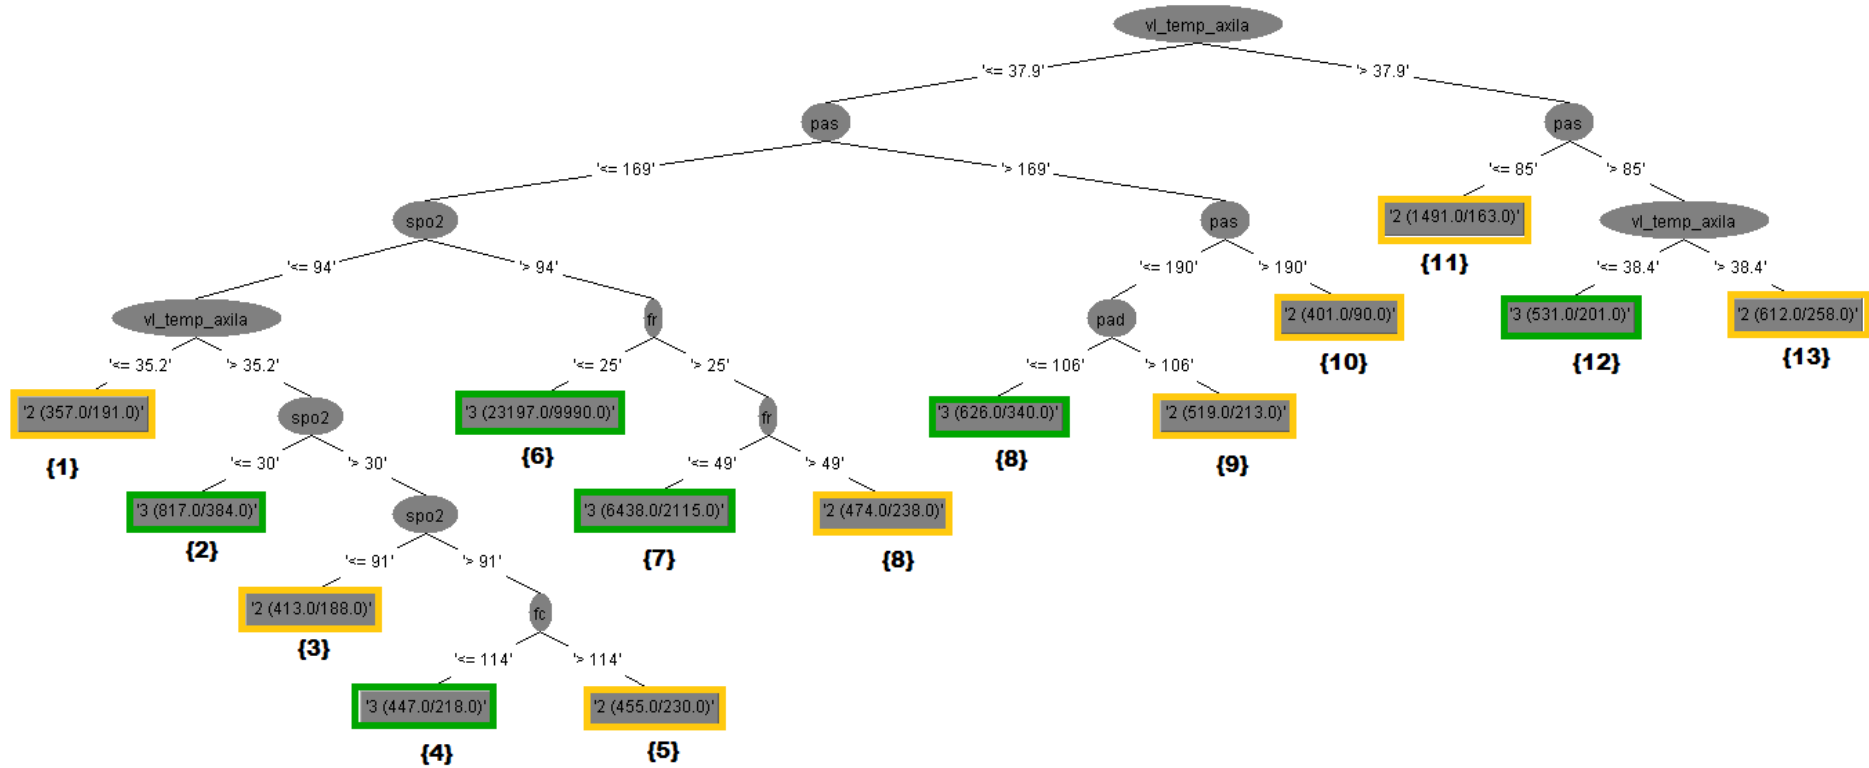 vl_temp_axila
'<= 37.9' '> 37.9'
pas pas
'<= 169' '> 169' '<= 85' '> 85'
spo2 pas '2 (1491.0/163.0)' vl_temp_axila
{11}
'<= 94' '> 94' '<= 190' '> 190' '<= 38.4' '> 38.4'
vl_temp_axila fr pad '2 (401.0/90.0)' '3 (531.0/201.0)' '2 (612.0/258.0)'
{10} {12} {13}
'<= 35.2' '> 35.2' '<= 25' '> 25' '<= 106' '> 106'
'2 (357.0/191.0)' spo2 '3 (23197.0/9990.0)' fr '3 (626.0/340.0)' '2 (519.0/213.0)'
{1} {6} {8} {9}
'<= 30' '> 30' '<= 49' '> 49'
'3 (817.0/384.0)' spo2 '3 (6438.0/2115.0)' '2 (474.0/238.0)'
{2} {7} {8}
'<= 91' '> 91'
'2 (413.0/188.0)' fc
{3}
'<= 114' '> 114'
'3 (447.0/218.0)' '2 (455.0/230.0)'
{4} {5}